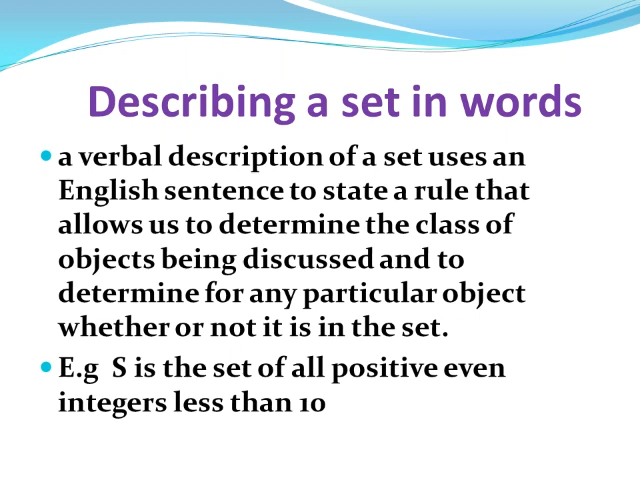 Describing a set in words
• a verbal description of a set uses an
English sentence to state a rule that
allows us to determine the class of
objects being discussed and to
determine for any particular object
whether or not it is in the set.
• E.g  S is the set of all positive even
integers less than 10